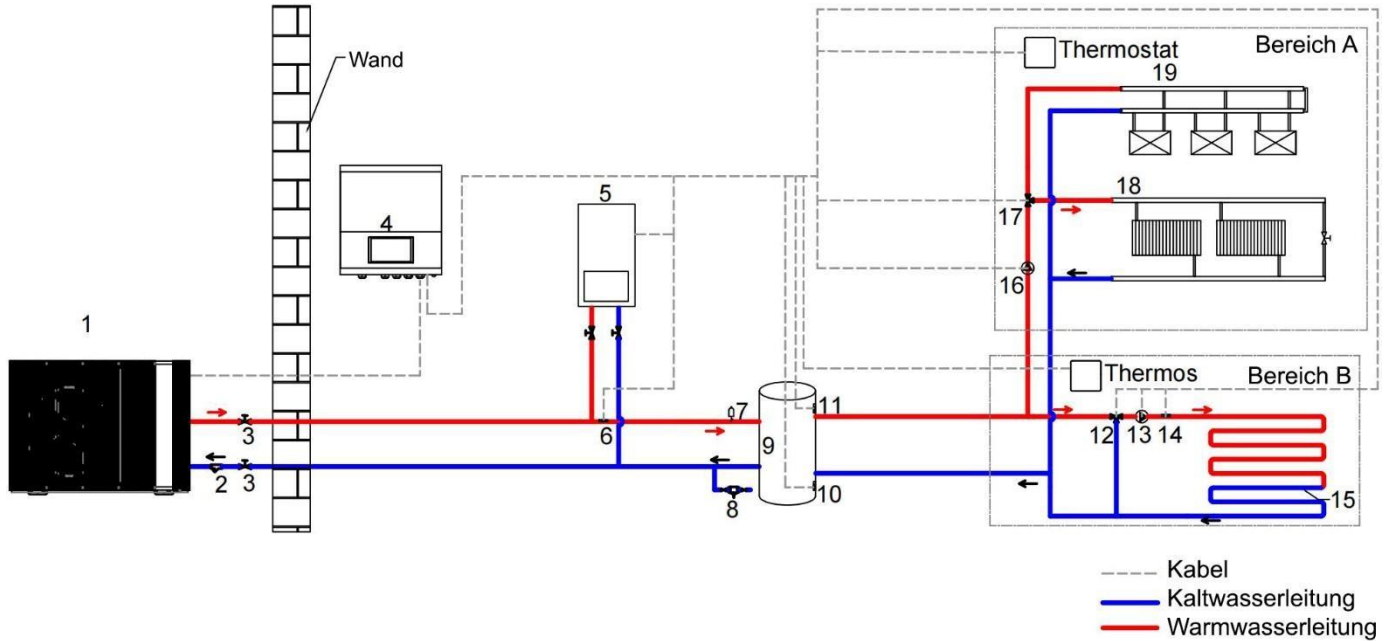 Wand
Thermostat
Bereich A
19
5
18
4
17
16
1
Thermos
Bereich B
7
11
3
6
9
12
13
14
2
3
10
15
8
Kabel
Kaltwasserleitung
Warmwasserleitung